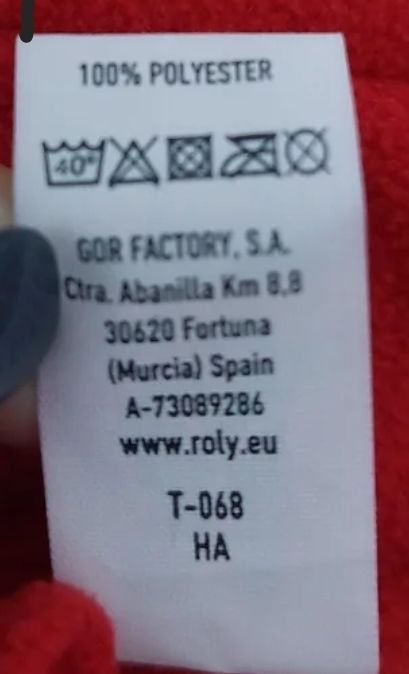 100% POLYESTER
40°
GOR FACTORY, S.A.
Ctra. Abanilla Km 8,8
30620 Fortuna
(Murcia) Spain
A-73089286
www.roly.eu
T-068
HA